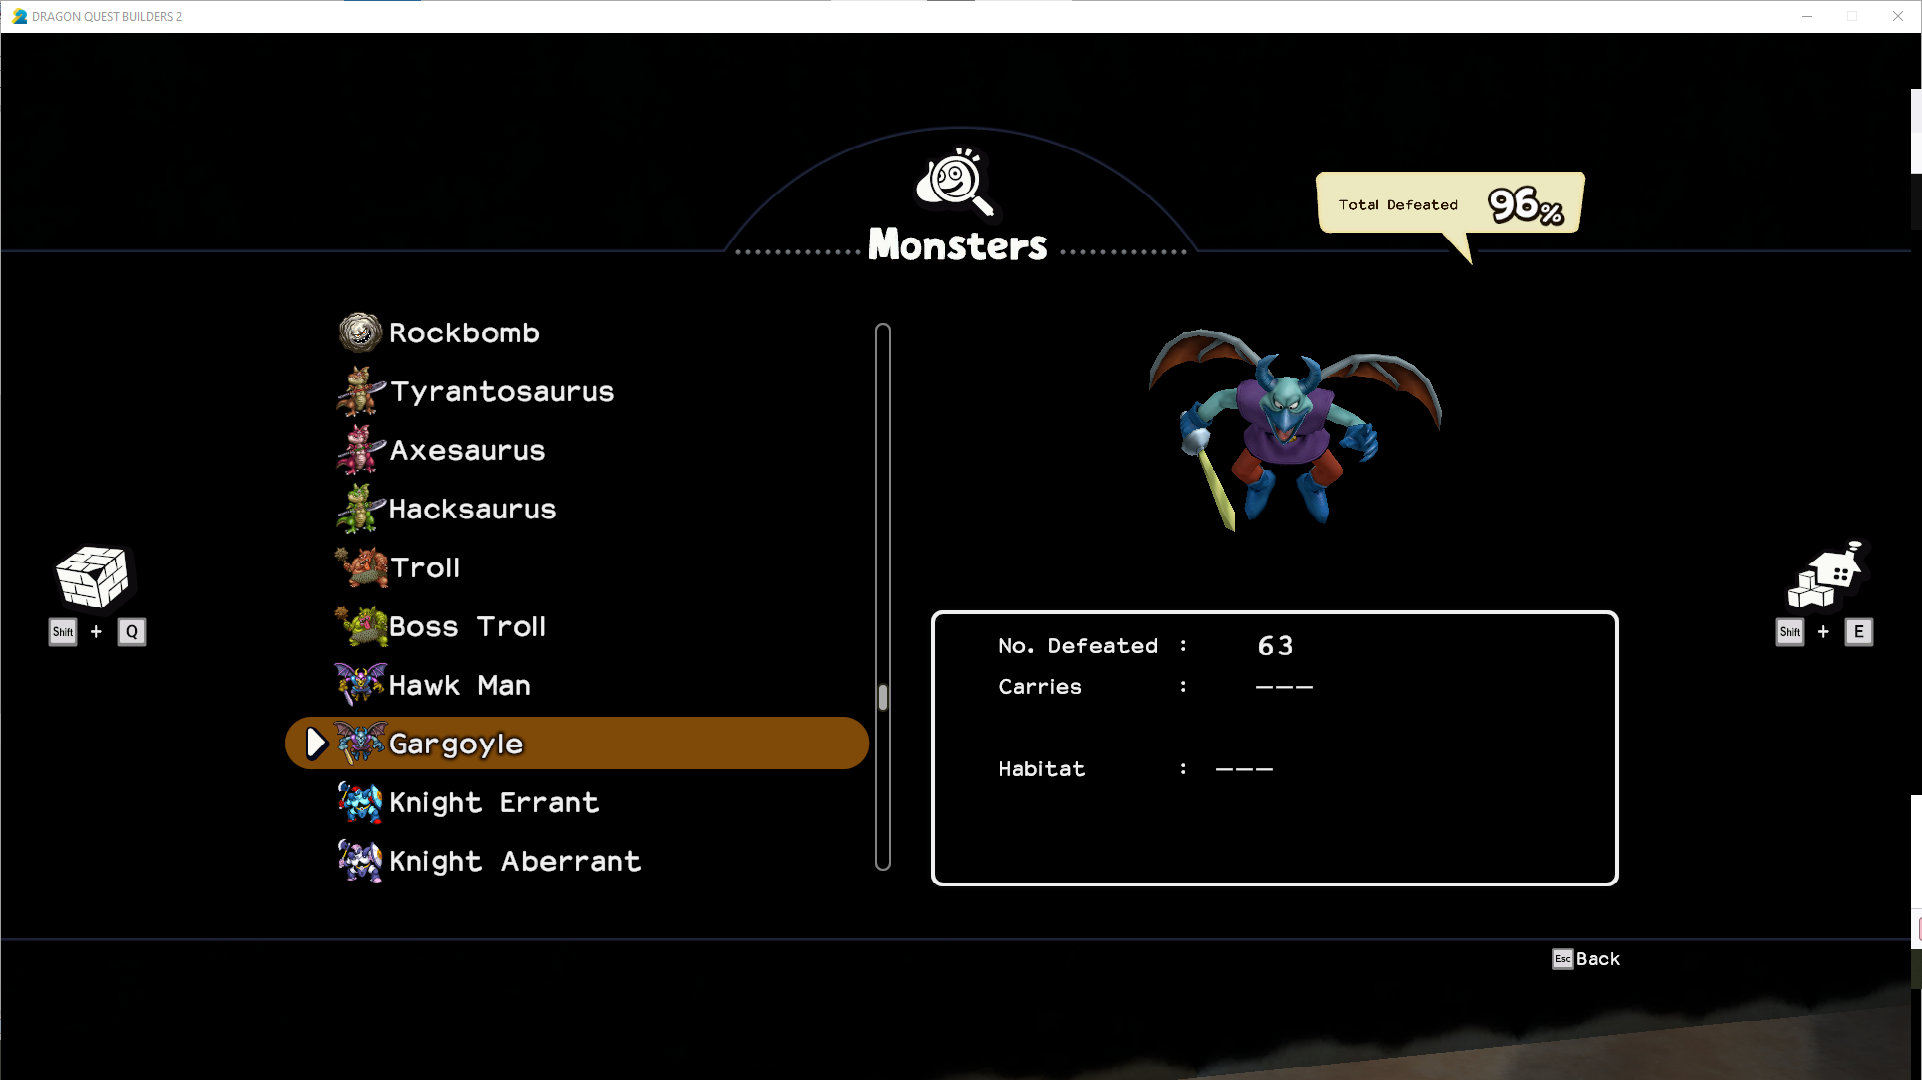 DRAGON QUEST BUILDERS 2
Total Defeated 96%
Monsters
Rockbomb
Tyrantosaurus
Axesaurus
Hacksaurus
Troll
Boss Troll
Hawk Man
Gargoyle
Knight Errant
Knight Aberrant
Shift + Q
No. Defeated : 63
Carries : ———
Habitat : ———
Shift + E
Esc Back